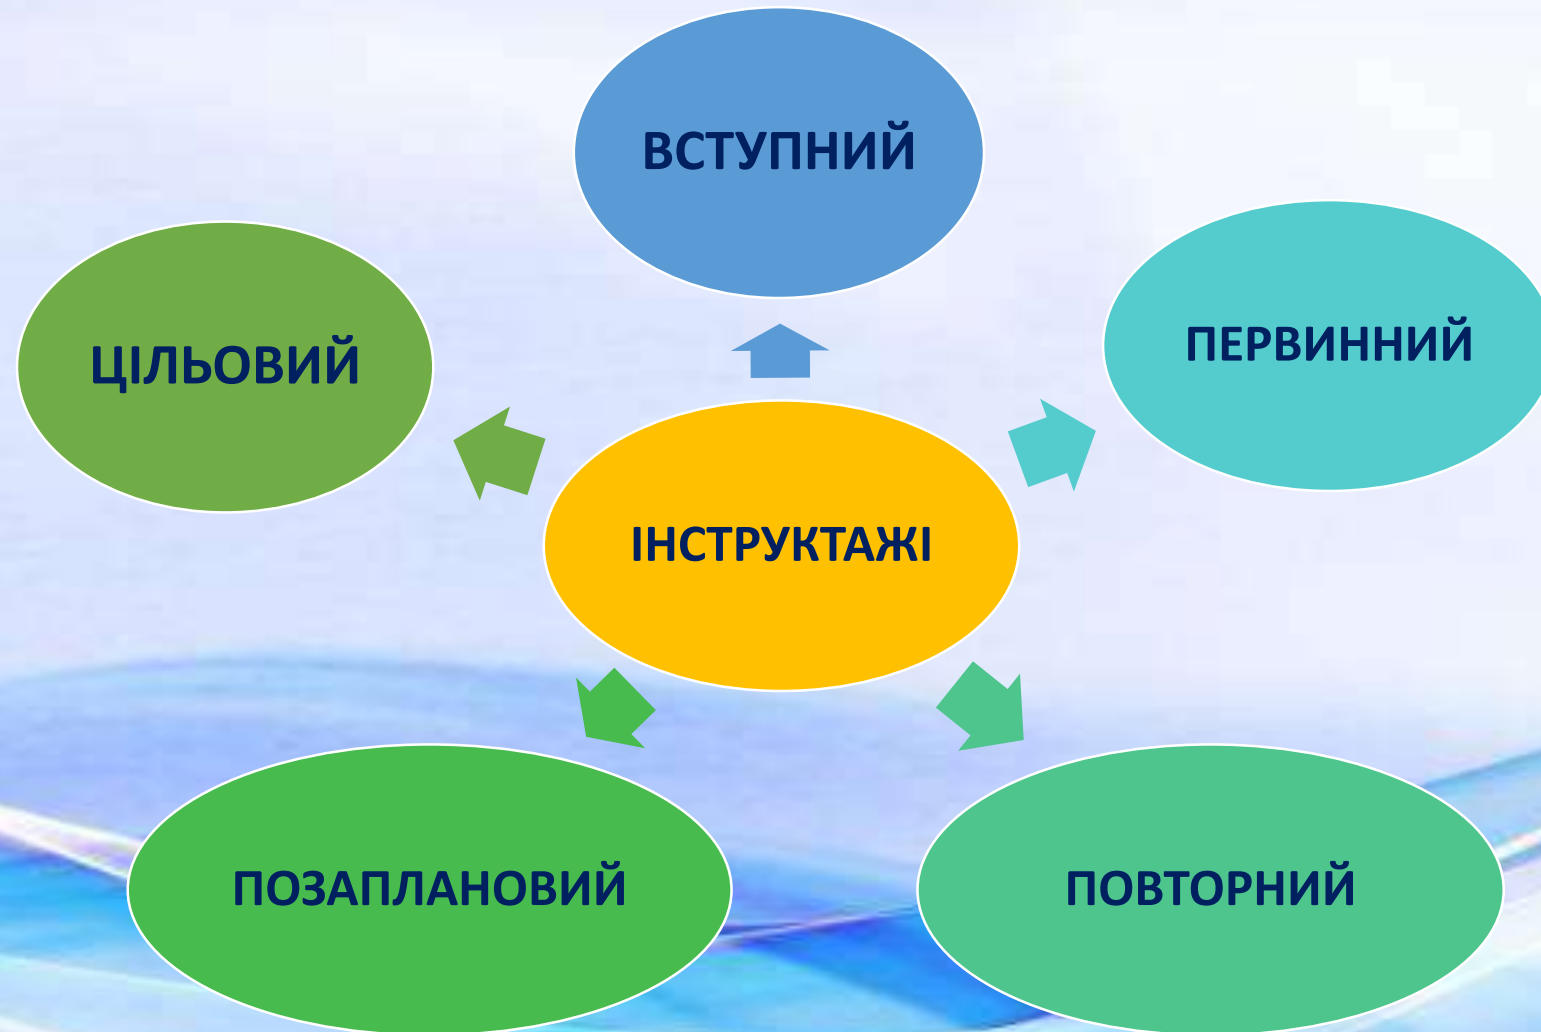 ВСТУПНИЙ
ЦІЛЬОВИЙ
ПЕРВИННИЙ
ІНСТРУКТАЖІ
ПОЗАПЛАНОВИЙ
ПОВТОРНИЙ